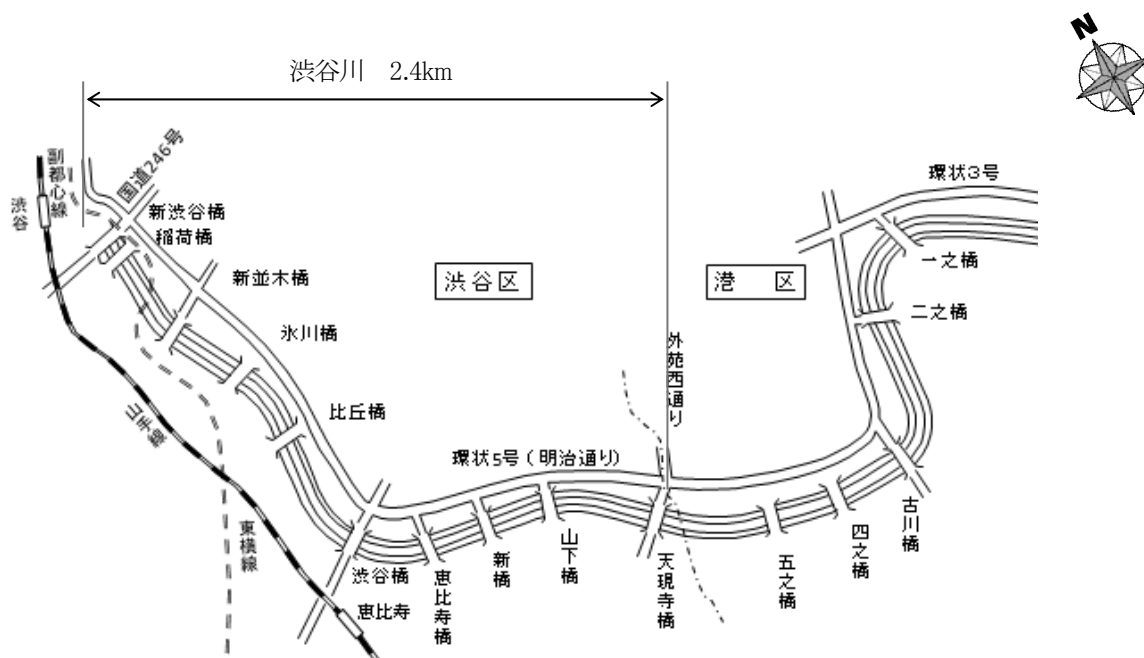 渋谷川　2.4km
N
副都心線
国道246号
渋谷
新渋谷橋
稲荷橋
新並木橋
氷川橋
比丘橋
渋谷区
港　区
環状3号
一之橋
二之橋
外苑西通り
山手線
環状5号(明治通り)
東横線
渋谷橋
恵比寿
恵比寿橋
新橋
山下橋
天現寺橋
五之橋
四之橋
古川橋